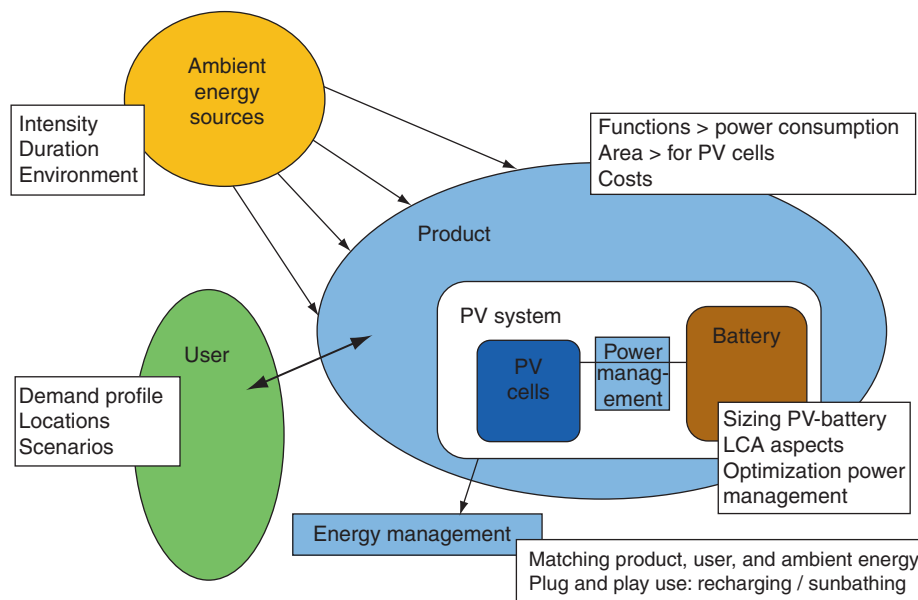 Ambient
energy
sources
Intensity
Duration
Environment
Functions > power consumption
Area > for PV cells
Costs
Product
PV system
PV
cells
Power
manag-
ement
Battery
User
Demand profile
Locations
Scenarios
Sizing PV-battery
LCA aspects
Optimization power
management
Energy management
Matching product, user, and ambient energy
Plug and play use: recharging / sunbathing